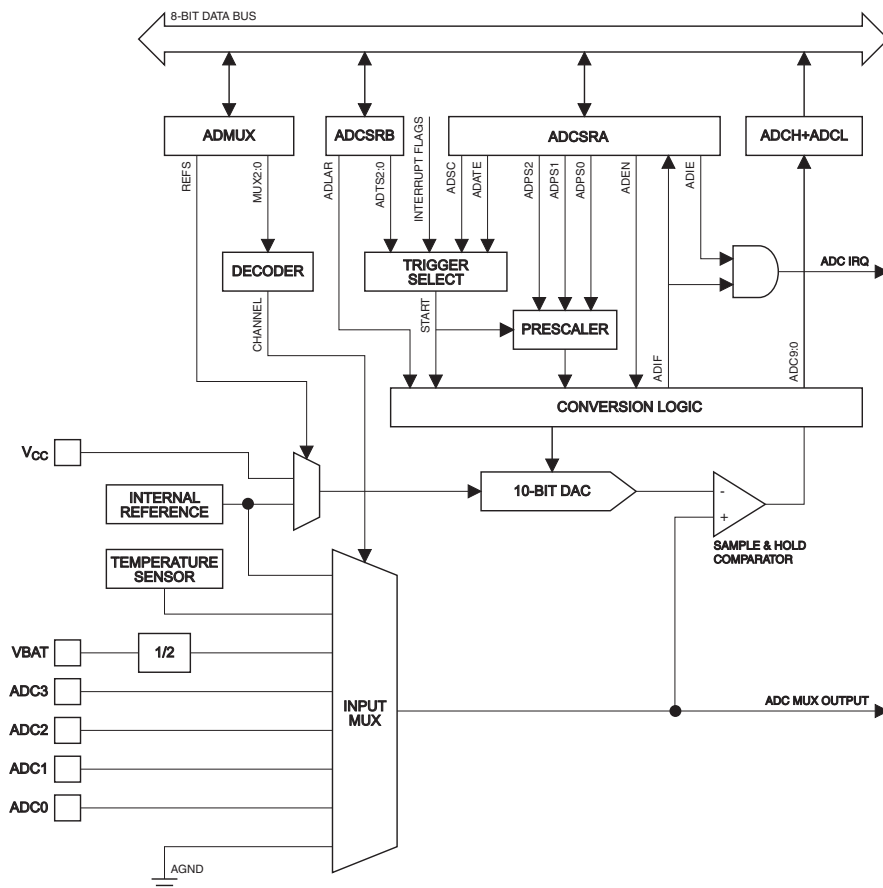 8-BIT DATA BUS
ADMUX
ADCSRB
ADCSRA
ADCH+ADCL
REFS
MUX2:0
ADLAR
ADTS2:0
INTERRUPT FLAGS
ADSC
ADATE
ADPS2
ADPS1
ADPS0
ADEN
ADIE
DECODER
TRIGGER
SELECT
ADC IRQ
CHANNEL
START
PRESCALER
ADIF
ADC9:0
CONVERSION LOGIC
VCC
INTERNAL
REFERENCE
10-BIT DAC
-
+
SAMPLE & HOLD
COMPARATOR
TEMPERATURE
SENSOR
VBAT
1/2
ADC3
ADC2
ADC1
ADC0
INPUT
MUX
ADC MUX OUTPUT
AGND